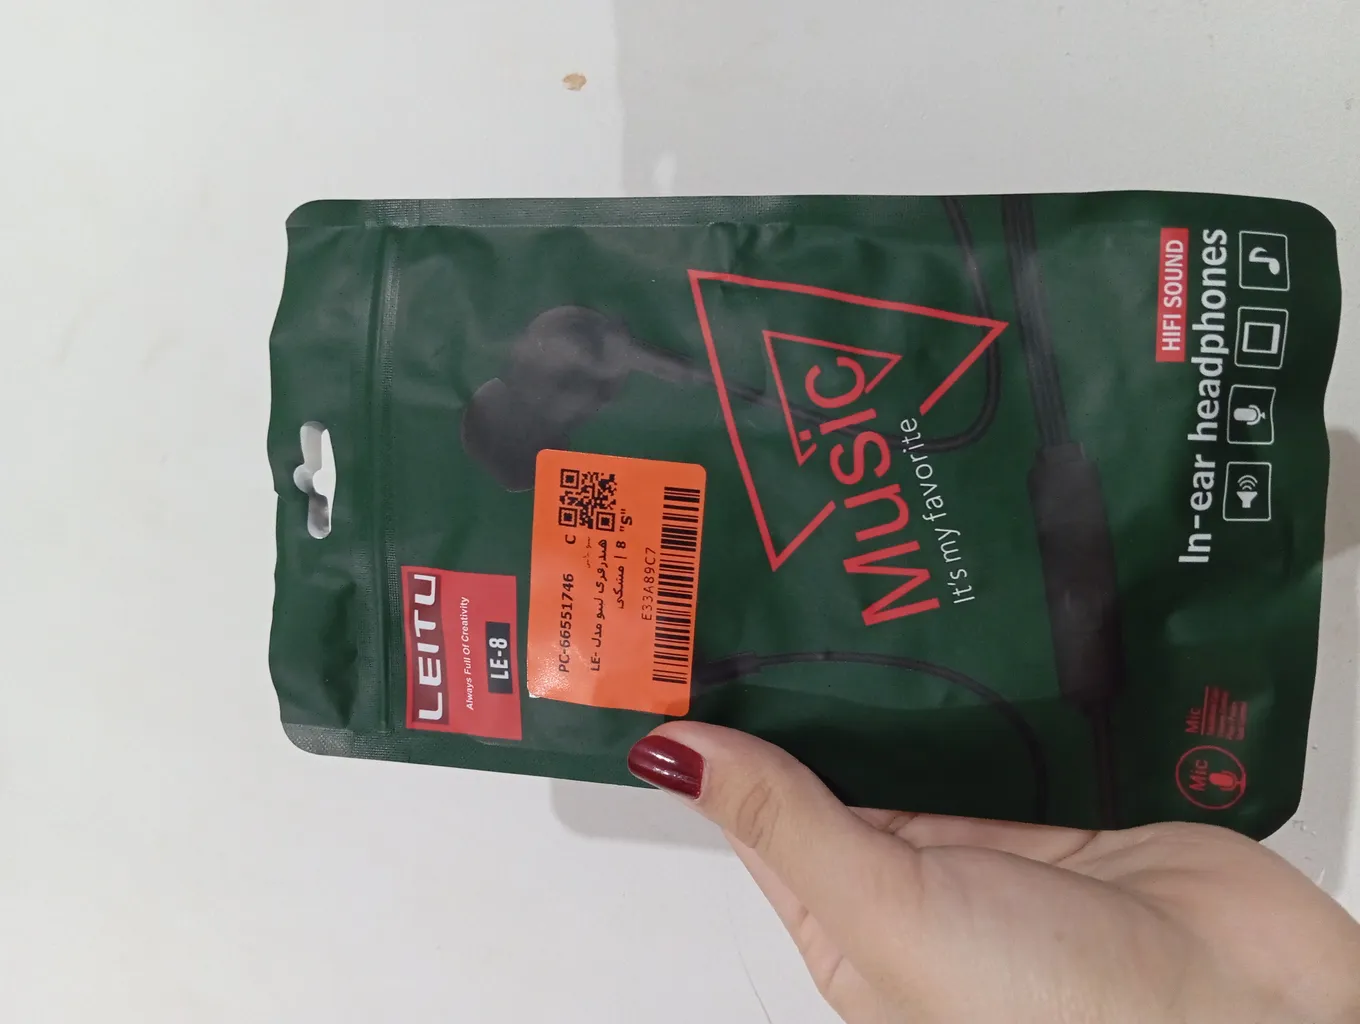 LEITU
Always Full Of Creativity
LE-8
PC-66551746 C
هندزفری لیتو مدل LE-
8 | مشکی "S"
E33A89C7
Music
It's my favorite
HIFI SOUND
In-ear headphones
Mic
Mic